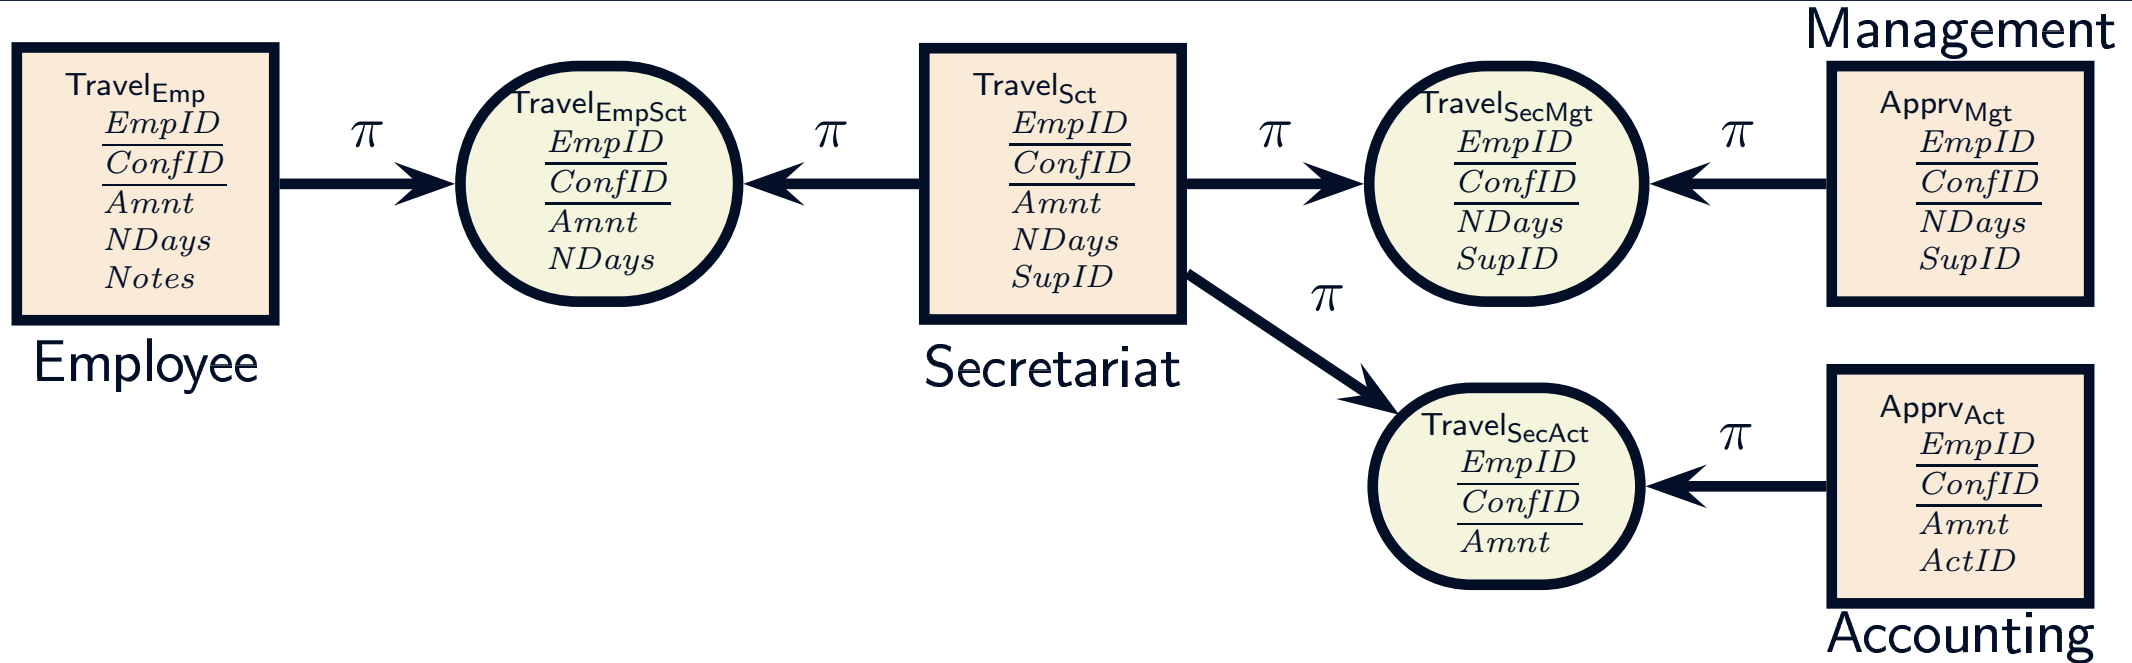 Travel_Emp
EmpID
ConfID
Amnt
NDays
Notes
Employee
π
Travel_EmpSct
EmpID
ConfID
Amnt
NDays
π
Travel_Sct
EmpID
ConfID
Amnt
NDays
SupID
Secretariat
π
Travel_SecMgt
EmpID
ConfID
NDays
SupID
π
Management
Apprv_Mgt
EmpID
ConfID
NDays
SupID
π
Travel_SecAct
EmpID
ConfID
Amnt
π
Apprv_Act
EmpID
ConfID
Amnt
ActID
Accounting